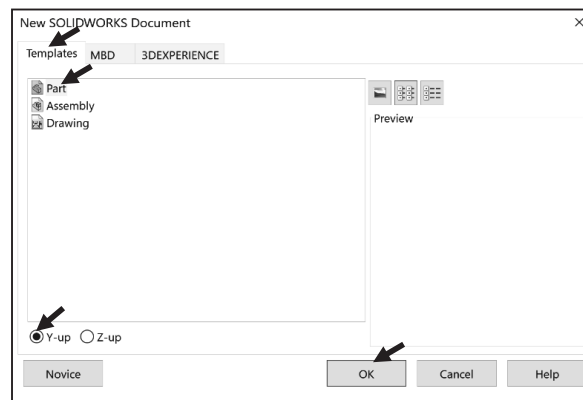 New SOLIDWORKS Document
Templates MBD 3DEXPERIENCE
Part
Assembly
Drawing
Preview
Y-up Z-up
Novice OK Cancel Help